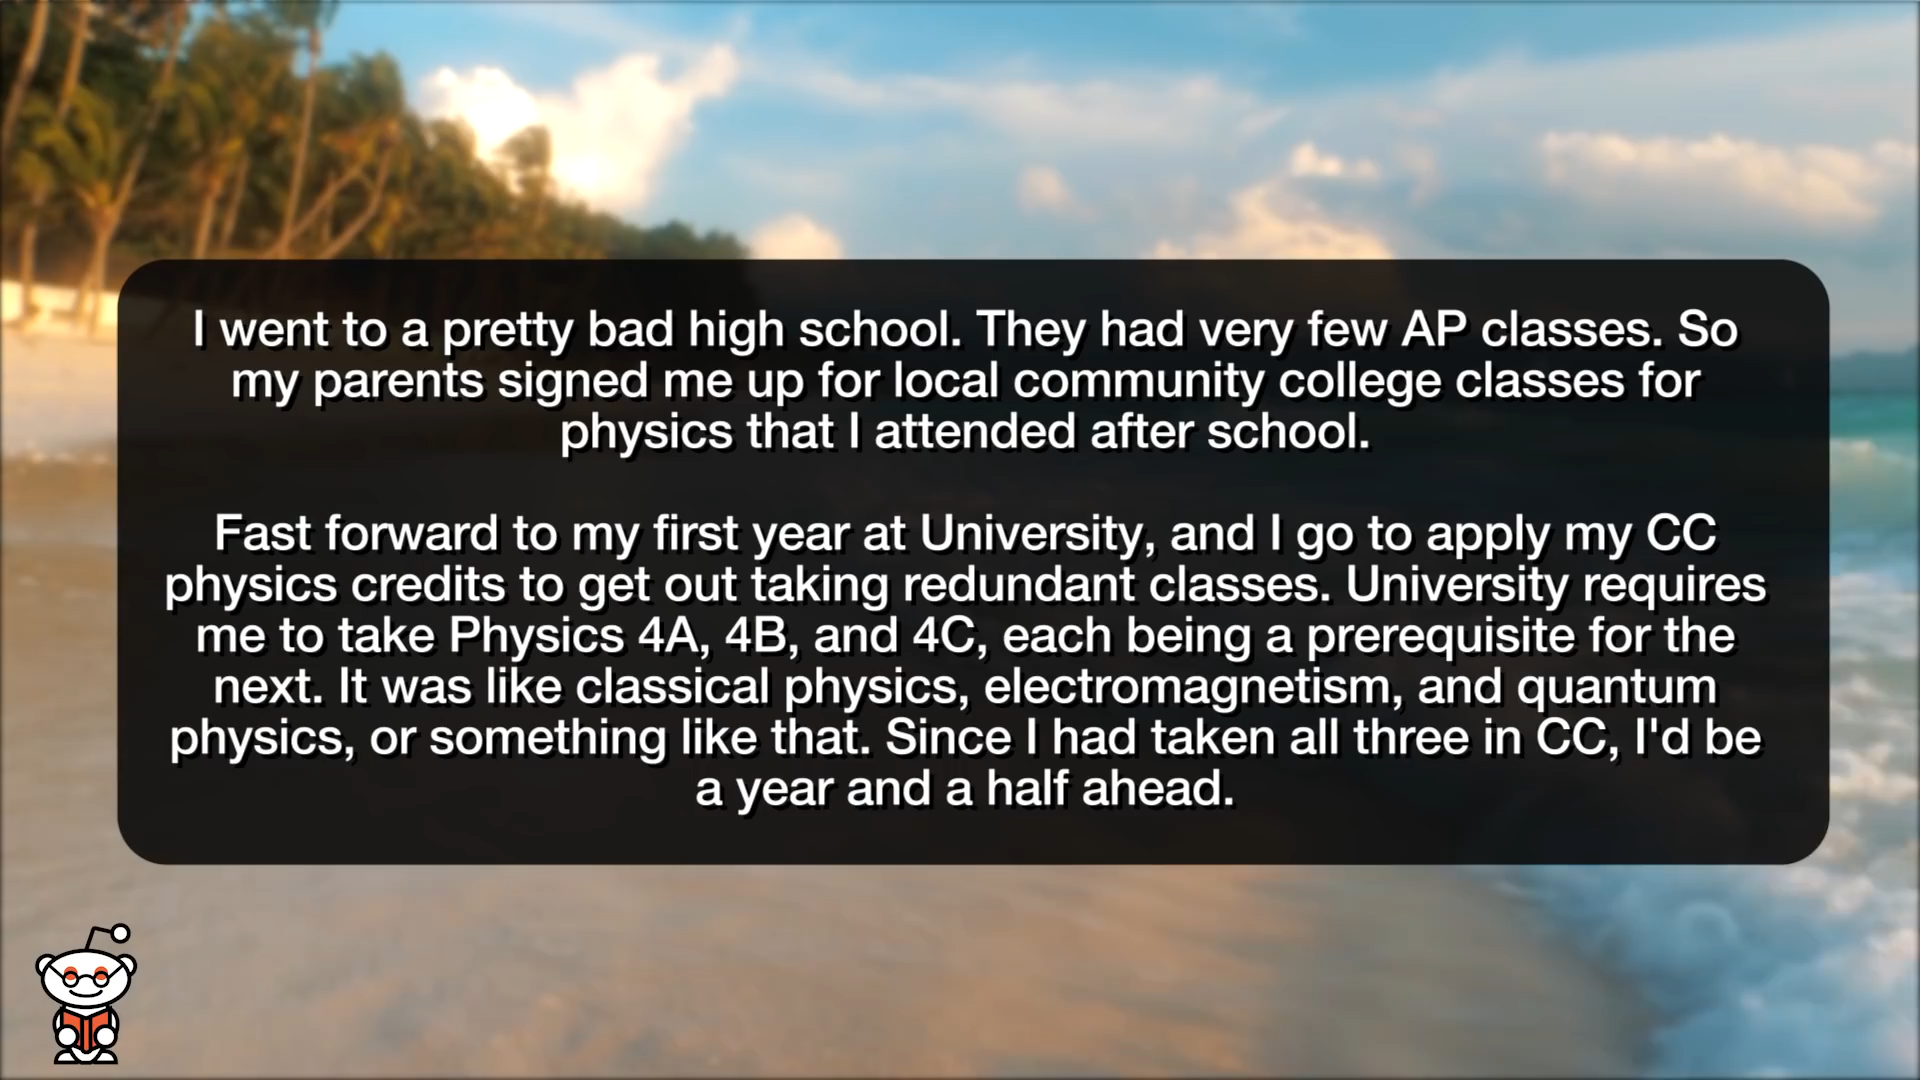 I went to a pretty bad high school. They had very few AP classes. So
my parents signed me up for local community college classes for
physics that I attended after school.
Fast forward to my first year at University, and I go to apply my CC
physics credits to get out taking redundant classes. University requires
me to take Physics 4A, 4B, and 4C, each being a prerequisite for the
next. It was like classical physics, electromagnetism, and quantum
physics, or something like that. Since I had taken all three in CC, I'd be
a year and a half ahead.